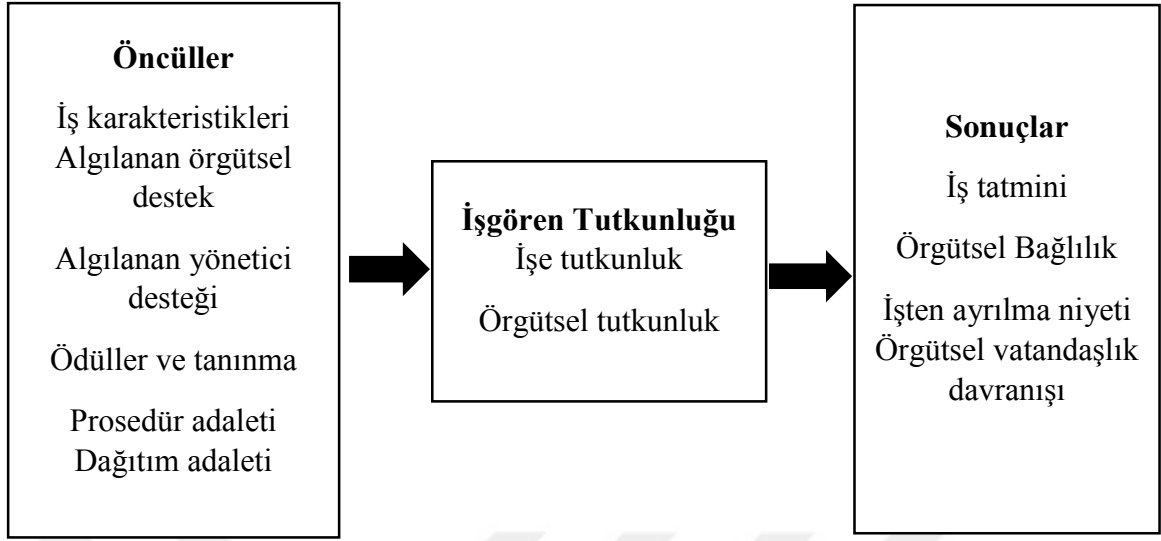 Öncüller
İş karakteristikleri
Algılanan örgütsel
destek
Algılanan yönetici
desteği
Ödüller ve tanınma
Prosedür adaleti
Dağıtım adaleti
İşgören Tutkunluğu
İşe tutkunluk
Örgütsel tutkunluk
Sonuçlar
İş tatmini
Örgütsel Bağlılık
İşten ayrılma niyeti
Örgütsel vatandaşlık
davranışı